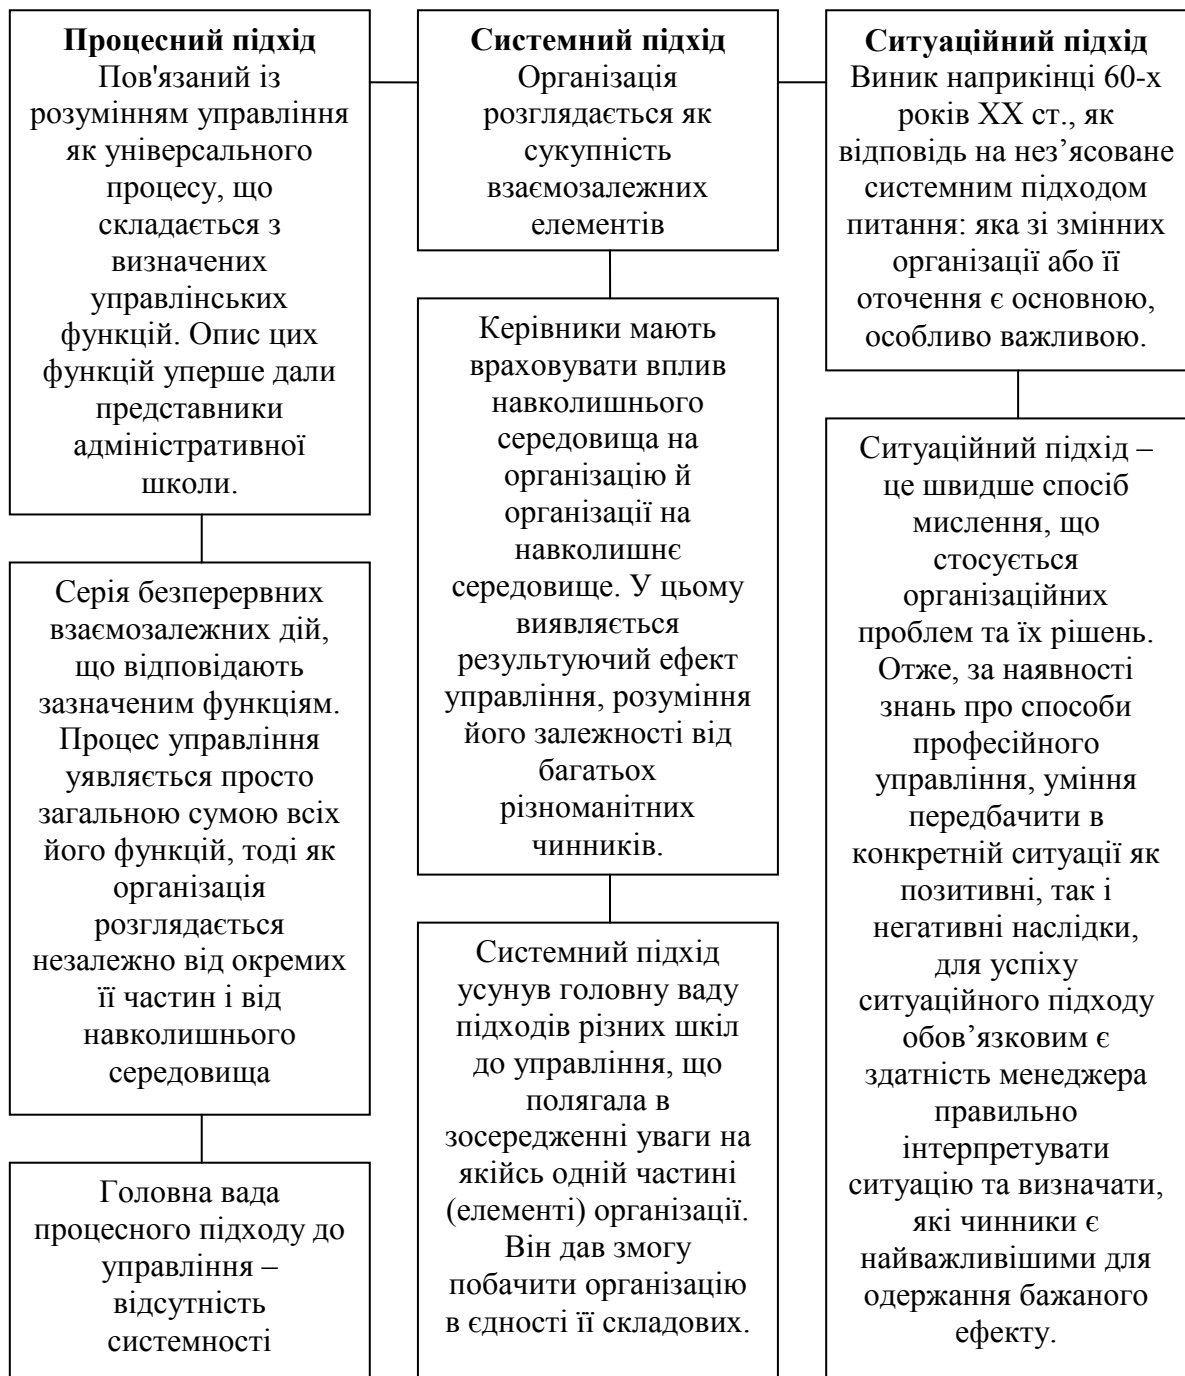 Процесний підхід
Пов'язаний із
розумінням управління
як універсального
процесу, що
складається з
визначених
управлінських
функцій. Опис цих
функцій уперше дали
представники
адміністративної
школи.
Серія безперервних
взаємозалежних дій,
що відповідають
зазначеним функціям.
Процес управління
уявляється просто
загальною сумою всіх
його функцій, тоді як
організація
розглядається
незалежно від окремих
її частин і від
навколишнього
середовища
Головна вада
процесного підходу до
управління –
відсутність
системності
Системний підхід
Організація
розглядається як
сукупність
взаємозалежних
елементів
Керівники мають
враховувати вплив
навколишнього
середовища на
організацію й
організації на
навколишнє
середовище. У цьому
виявляється
результуючий ефект
управління, розуміння
його залежності від
багатьох
різноманітних
чинників.
Системний підхід
усунув головну ваду
підходів різних шкіл
до управління, що
полягала в
зосередженні уваги на
якійсь одній частині
(елементі) організації.
Він дав змогу
побачити організацію
в єдності її складових.
Ситуаційний підхід
Виник наприкінці 60-х
років ХХ ст., як
відповідь на нез’ясоване
системним підходом
питання: яка зі змінних
організації або її
оточення є основною,
особливо важливою.
Ситуаційний підхід –
це швидше спосіб
мислення, що
стосується
організаційних
проблем та їх рішень.
Отже, за наявності
знань про способи
професійного
управління, уміння
передбачити в
конкретній ситуації як
позитивні, так і
негативні наслідки,
для успіху
ситуаційного підходу
обов’язковим є
здатність менеджера
правильно
інтерпретувати
ситуацію та визначати,
які чинники є
найважливішими для
одержання бажаного
ефекту.